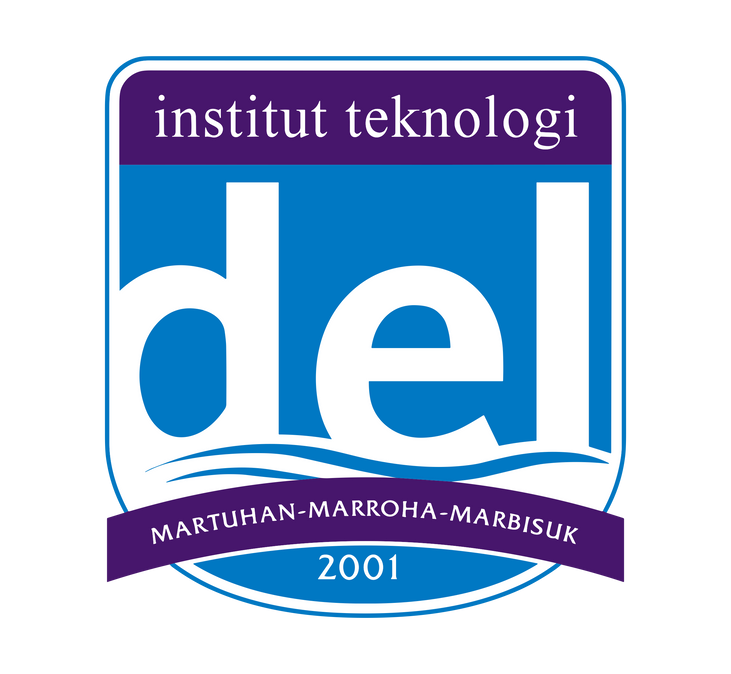 institut teknologi
del
MARTUHAN-MARROHA-MARBISUK
2001